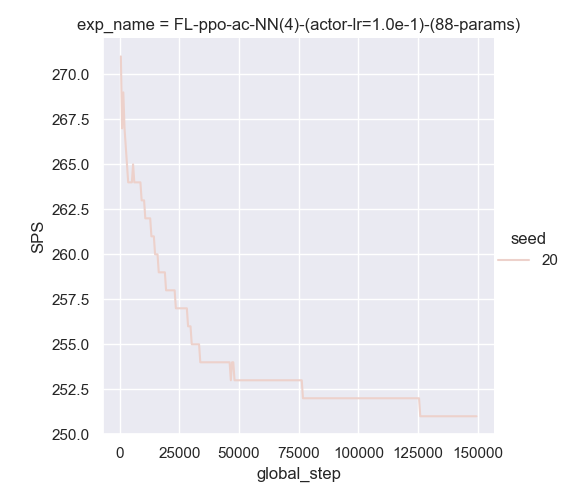 exp_name = FL-ppo-ac-NN(4)-(actor-lr=1.0e-1)-(88-params)
270.0
267.5
265.0
262.5
260.0
257.5
255.0
252.5
250.0
SPS
0 25000 50000 75000 100000 125000 150000
global_step
seed
20